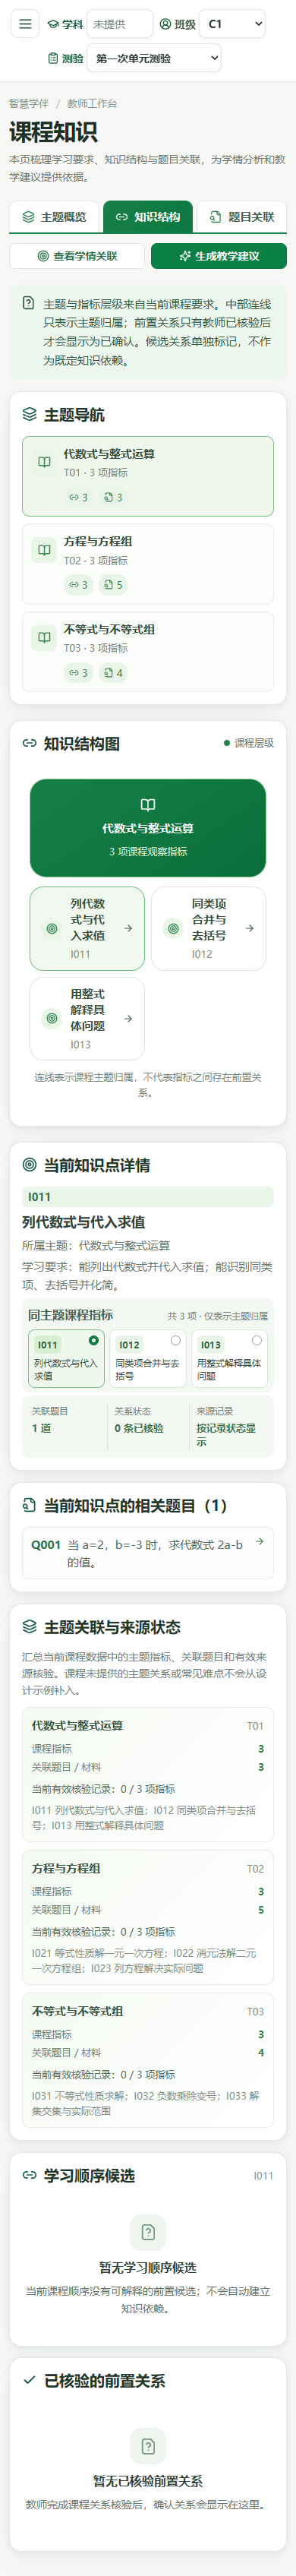 学科 未提供 班级 C1
测验 第一次单元测验
智慧学伴 / 教师工作台
课程知识
本页梳理学习要求、知识结构与题目关联，为学情分析和教
学建议提供依据。
主题概览 知识结构 题目关联
查看学情关联 生成教学建议
主题与指标层级来自当前课程要求。中部连线
只表示主题归属；前置关系只有教师已核验后
才会显示为已确认。候选关系单独标记，不作
为既定知识依赖。
主题导航
代数式与整式运算
T01 · 3 项指标
3 3
方程与方程组
T02 · 3 项指标
3 5
不等式与不等式组
T03 · 3 项指标
3 4
知识结构图 课程层级
代数式与整式运算
3 项课程观察指标
列代数
式与代
入求值
I011
同类项
合并与
去括号
I012
用整式
解释具
体问题
I013
连线表示课程主题归属，不代表指标之间存在前置关
系。
当前知识点详情
I011
列代数式与代入求值
所属主题：代数式与整式运算
学习要求：能列出代数式并代入求值；能识别同类
项、去括号并化简。
同主题课程指标 共 3 项 · 仅表示主题归属
I011
列代数式与代入
求值
I012
同类项合并与去
括号
I013
用整式解释具体
问题
关联题目
1 道
关系状态
0 条已核验
来源记录
按记录状态显
示
当前知识点的相关题目（1）
Q001 当 a=2，b=-3 时，求代数式 2a-b
的值。
主题关联与来源状态
汇总当前课程数据中的主题指标、关联题目和有效来
源核验。课程未提供的主题关系或常见难点不会从设
计示例补入。
代数式与整式运算 T01
课程指标 3
关联题目 / 材料 3
当前有效核验记录：0 / 3 项指标
I011 列代数式与代入求值；I012 同类项合并与去括
号；I013 用整式解释具体问题
方程与方程组 T02
课程指标 3
关联题目 / 材料 5
当前有效核验记录：0 / 3 项指标
I021 等式性质解一元一次方程；I022 消元法解二元
一次方程组；I023 列方程解决实际问题
不等式与不等式组 T03
课程指标 3
关联题目 / 材料 4
当前有效核验记录：0 / 3 项指标
I031 不等式性质求解；I032 负数乘除变号；I033 解
集交集与实际范围
学习顺序候选 I011
暂无学习顺序候选
当前课程顺序没有可解释的前置候选；不会自动建立
知识依赖。
已核验的前置关系
暂无已核验前置关系
教师完成课程关系核验后，确认关系会显示在这里。